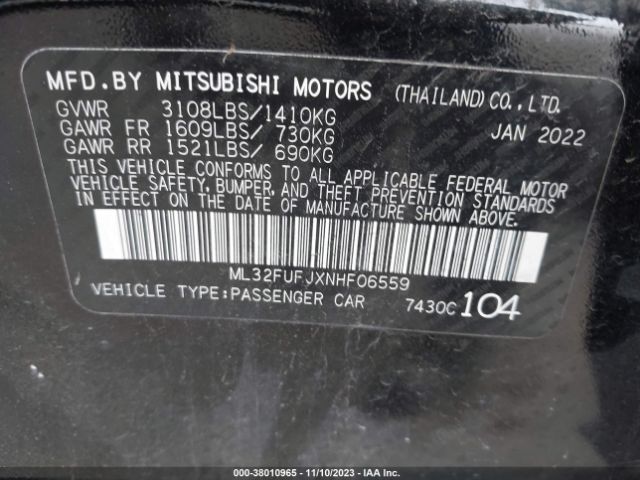 MFD.BY MITSUBISHI MOTORS (THAILAND)CO.,LTD.
GVWR 3108LBS/1410KG JAN 2022
GAWR FR 1609LBS/ 730KG
GAWR RR 1521LBS/ 690KG
THIS VEHICLE CONFORMS TO ALL APPLICABLE FEDERAL MOTOR
VEHICLE SAFETY, BUMPER, AND THEFT PREVENTION STANDARDS
IN EFFECT ON THE DATE OF MANUFACTURE SHOWN ABOVE.
ML32FUFJXNHF06559
VEHICLE TYPE:PASSENGER CAR 7430C 104
000-38010965 - 11/10/2023 - IAA Inc.